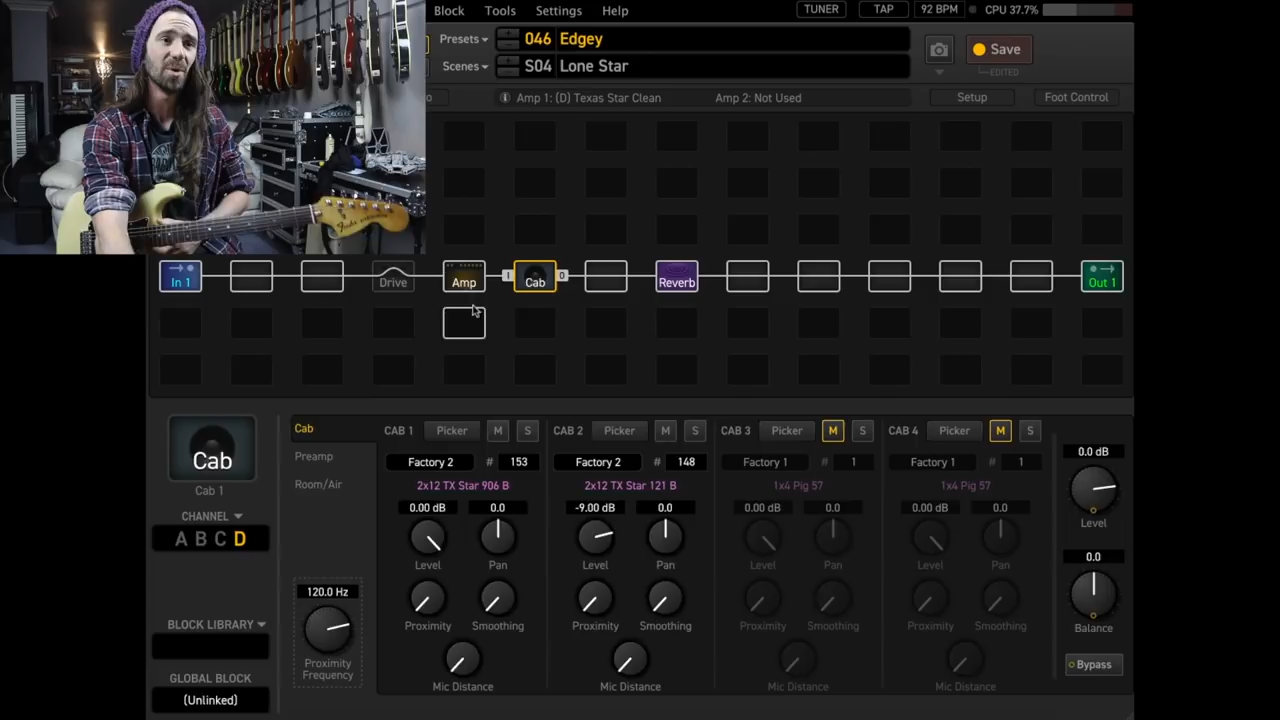 Block Tools Settings Help TUNER TAP 92 BPM CPU 37.7%
Presets 046 Edgey Save
Scenes S04 Lone Star EDITED
Amp 1: (D) Texas Star Clean Amp 2: Not Used Setup Foot Control
In 1 Drive Amp I Cab O Reverb Out 1
Cab
Cab 1
CHANNEL
A B C D
BLOCK LIBRARY
GLOBAL BLOCK
(Unlinked)
Cab
Preamp
Room/Air
120.0 Hz
Proximity
Frequency
CAB 1 Picker M S
Factory 2 # 153
2x12 TX Star 906 B
0.00 dB 0.0
Level Pan
Proximity Smoothing
Mic Distance
CAB 2 Picker M S
Factory 2 # 148
2x12 TX Star 121 B
-9.00 dB 0.0
Level Pan
Proximity Smoothing
Mic Distance
CAB 3 Picker M S
Factory 1 # 1
1x4 Pig 57
0.00 dB 0.0
Level Pan
Proximity Smoothing
Mic Distance
CAB 4 Picker M S
Factory 1 # 1
1x4 Pig 57
0.00 dB 0.0
Level Pan
Proximity Smoothing
Mic Distance
0.0 dB
Level
0.0
Balance
Bypass